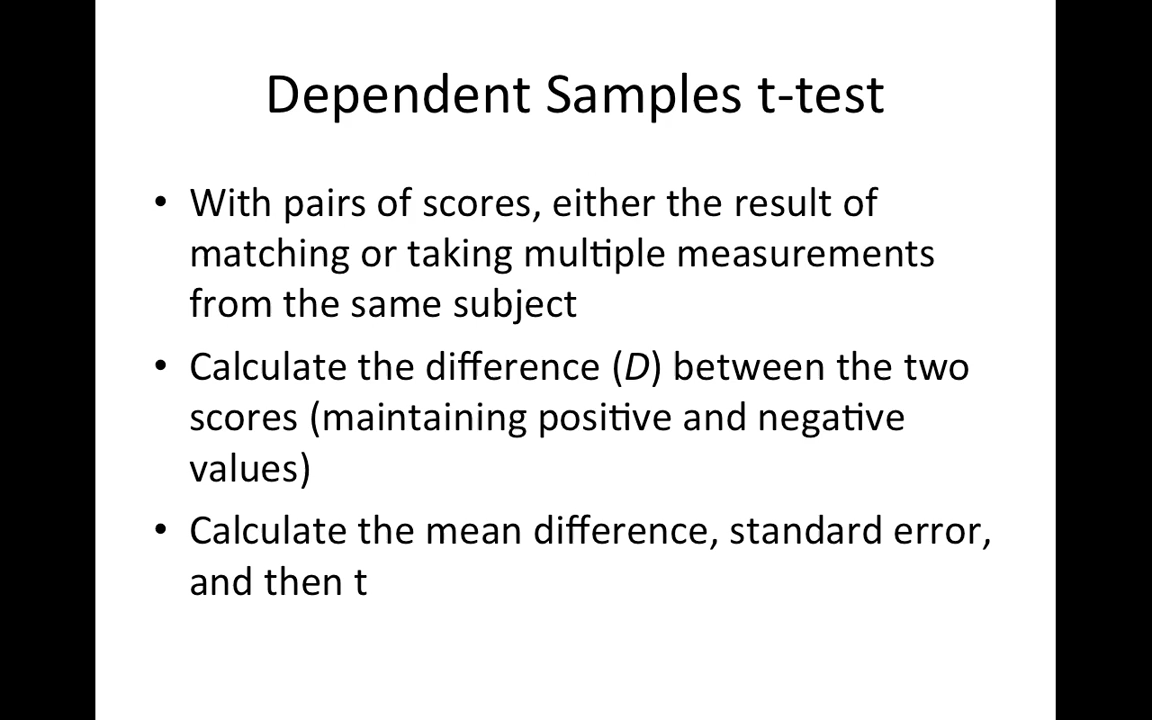 Dependent Samples t-test
• With pairs of scores, either the result of
matching or taking multiple measurements
from the same subject
• Calculate the difference (D) between the two
scores (maintaining positive and negative
values)
• Calculate the mean difference, standard error,
and then t